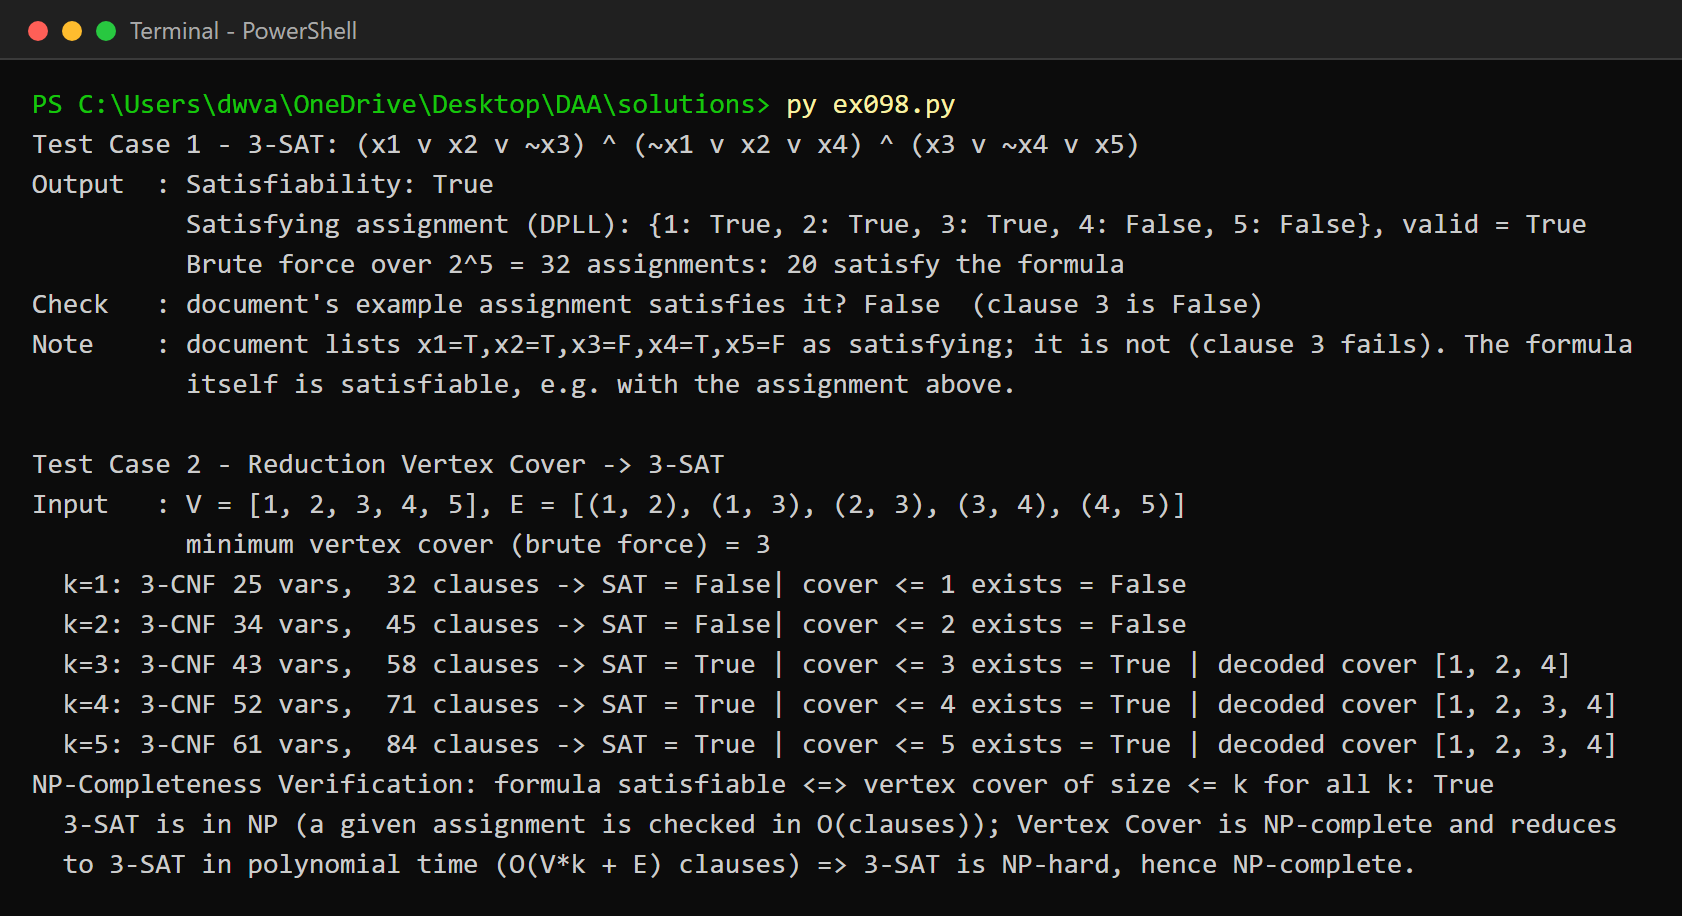 Terminal - PowerShell
PS C:\Users\dwva\OneDrive\Desktop\DAA\solutions> py ex098.py
Test Case 1 - 3-SAT: (x1 v x2 v ~x3) ^ (~x1 v x2 v x4) ^ (x3 v ~x4 v x5)
Output  : Satisfiability: True
          Satisfying assignment (DPLL): {1: True, 2: True, 3: True, 4: False, 5: False}, valid = True
          Brute force over 2^5 = 32 assignments: 20 satisfy the formula
Check   : document's example assignment satisfies it? False  (clause 3 is False)
Note    : document lists x1=T,x2=T,x3=F,x4=T,x5=F as satisfying; it is not (clause 3 fails). The formula
          itself is satisfiable, e.g. with the assignment above.

Test Case 2 - Reduction Vertex Cover -> 3-SAT
Input   : V = [1, 2, 3, 4, 5], E = [(1, 2), (1, 3), (2, 3), (3, 4), (4, 5)]
          minimum vertex cover (brute force) = 3
  k=1: 3-CNF 25 vars,  32 clauses -> SAT = False| cover <= 1 exists = False
  k=2: 3-CNF 34 vars,  45 clauses -> SAT = False| cover <= 2 exists = False
  k=3: 3-CNF 43 vars,  58 clauses -> SAT = True | cover <= 3 exists = True | decoded cover [1, 2, 4]
  k=4: 3-CNF 52 vars,  71 clauses -> SAT = True | cover <= 4 exists = True | decoded cover [1, 2, 3, 4]
  k=5: 3-CNF 61 vars,  84 clauses -> SAT = True | cover <= 5 exists = True | decoded cover [1, 2, 3, 4]
NP-Completeness Verification: formula satisfiable <=> vertex cover of size <= k for all k: True
  3-SAT is in NP (a given assignment is checked in O(clauses)); Vertex Cover is NP-complete and reduces
  to 3-SAT in polynomial time (O(V*k + E) clauses) => 3-SAT is NP-hard, hence NP-complete.